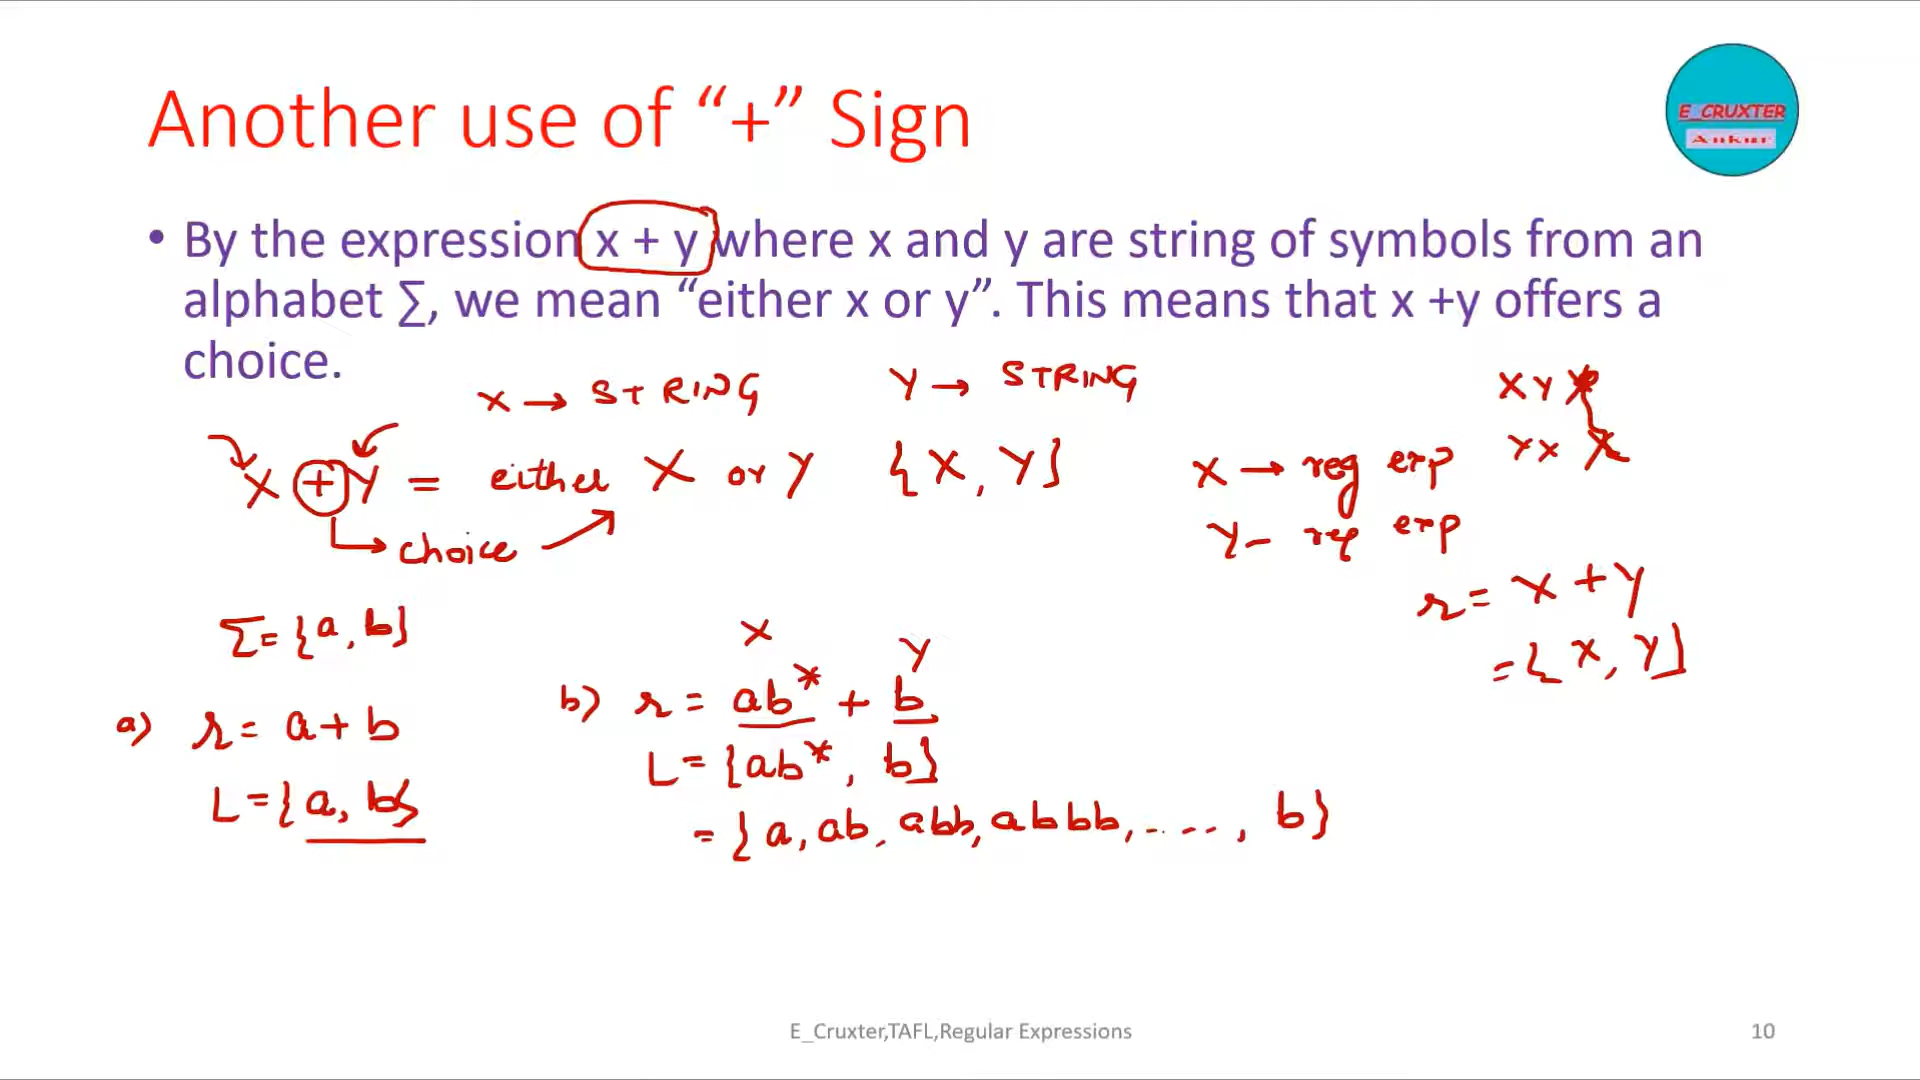 Another use of “+” Sign
E_CRUXTER
Ankur
• By the expression x + y where x and y are string of symbols from an
alphabet ∑, we mean “either x or y”. This means that x +y offers a
choice.
X → STRING
Y → STRING
X Y
X + Y = either X or Y {X, Y}
YX
X → reg exp
Y - reg exp
choice
r = X + Y
= {X, Y}
Σ = {a, b}
X
Y
a) r = a + b
b) r = ab* + b
L = {a, b}
L = {ab*, b}
= {a, ab, abb, abbb, ...., b}
E_Cruxter,TAFL,Regular Expressions
10